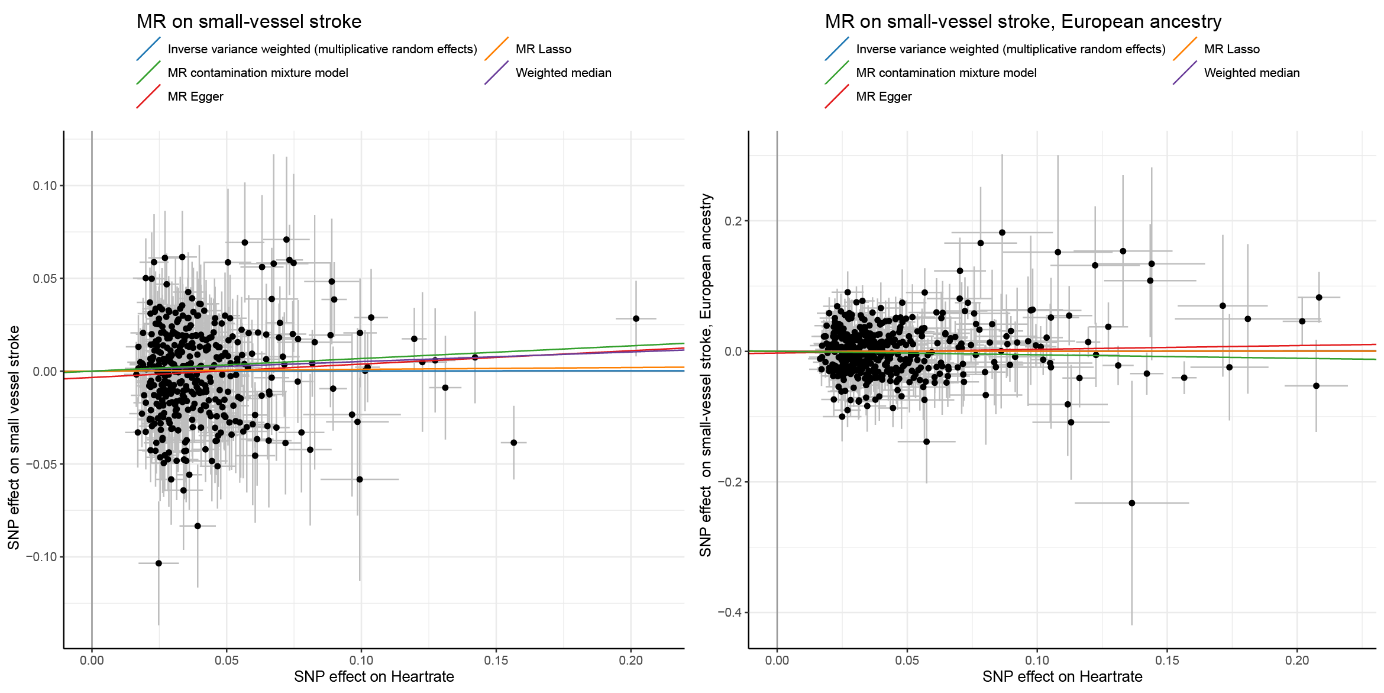 MR on small-vessel stroke
Inverse variance weighted (multiplicative random effects)
MR Lasso
MR contamination mixture model
Weighted median
MR Egger
0.10
0.05
0.00
−0.05
−0.10
SNP effect on small vessel stroke
0.00
0.05
0.10
0.15
0.20
SNP effect on Heartrate
MR on small-vessel stroke, European ancestry
Inverse variance weighted (multiplicative random effects)
MR Lasso
MR contamination mixture model
Weighted median
MR Egger
0.2
0.0
−0.2
−0.4
SNP effect on small-vessel stroke, European ancestry
0.00
0.05
0.10
0.15
0.20
SNP effect on Heartrate